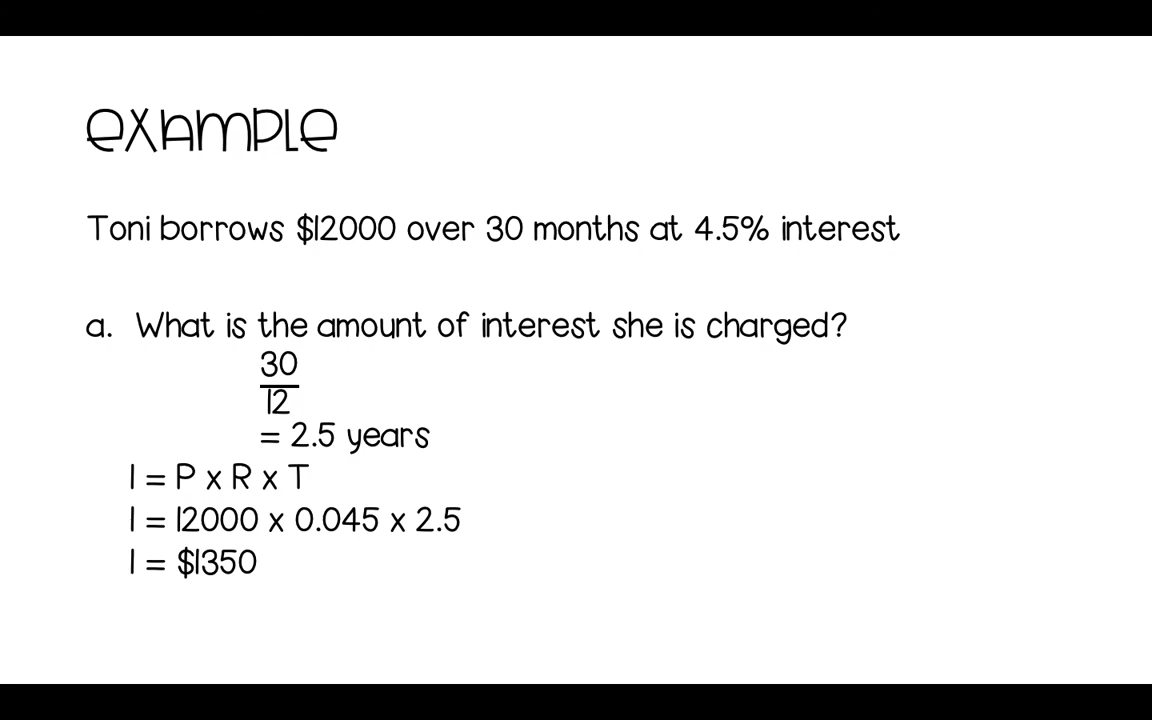 example
Toni borrows $12000 over 30 months at 4.5% interest
a. What is the amount of interest she is charged?
30
12
= 2.5 years
I = P x R x T
I = 12000 x 0.045 x 2.5
I = $1350